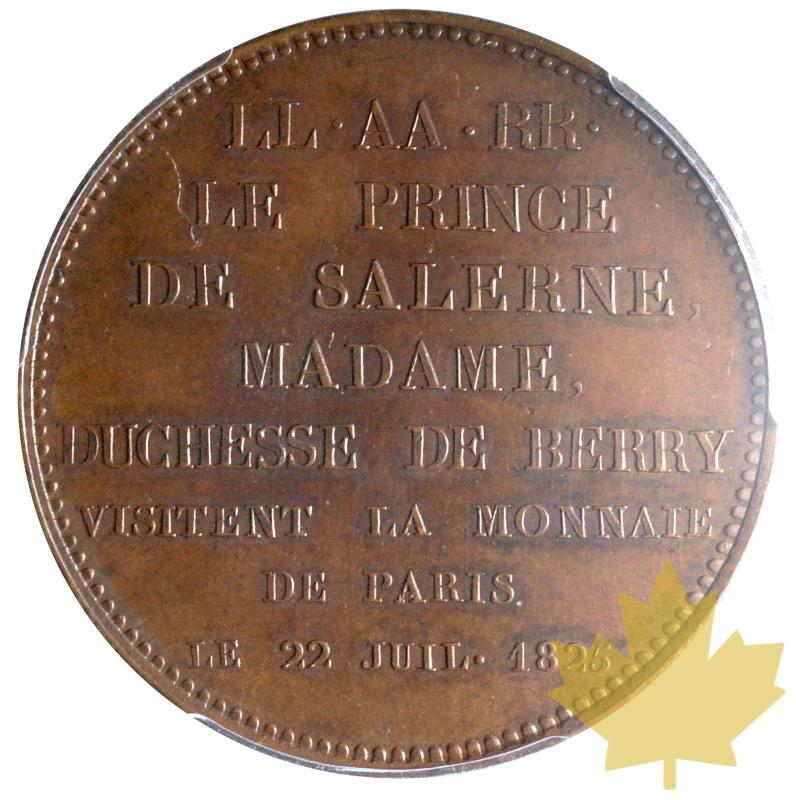 LL · AA · RR ·
LE PRINCE
DE SALERNE,
MADAME,
DUCHESSE DE BERRY
VISITENT LA MONNAIE
DE PARIS
LE 22 JUIL. 1825